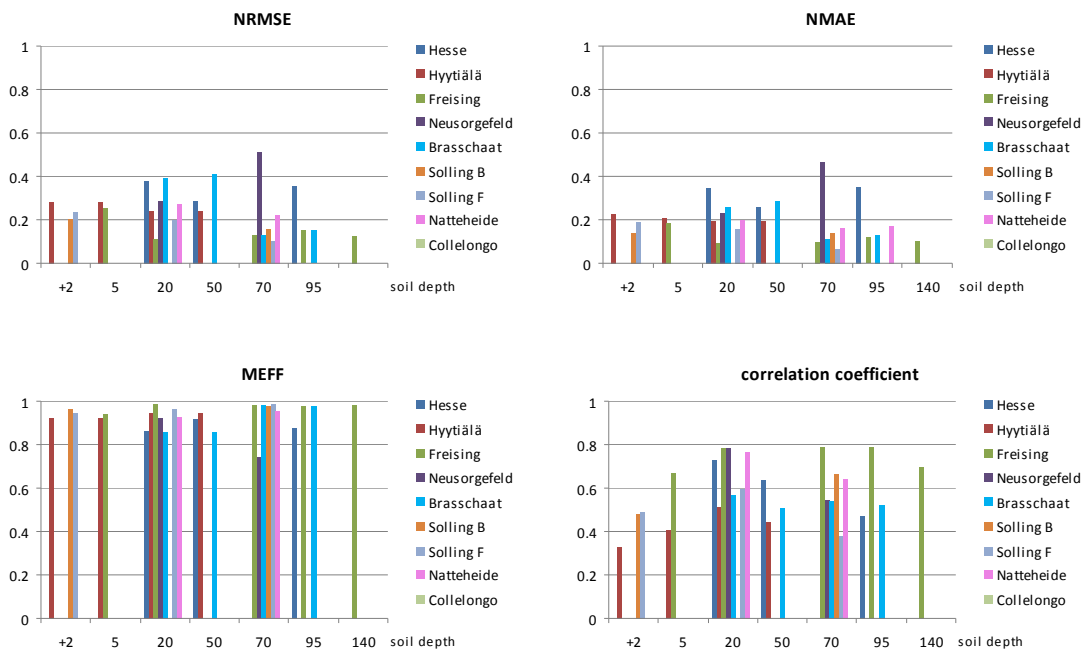 NRMSE
1
0.8
0.6
0.4
0.2
0
+2 5 20 50 70 95 140 soil depth
Hesse
Hyytiälä
Freising
Neusorgefeld
Brasschaat
Solling B
Solling F
Natteheide
Collelongo
NMAE
1
0.8
0.6
0.4
0.2
0
+2 5 20 50 70 95 140 soil depth
Hesse
Hyytiälä
Freising
Neusorgefeld
Brasschaat
Solling B
Solling F
Natteheide
Collelongo
MEFF
1
0.8
0.6
0.4
0.2
0
+2 5 20 50 70 95 140 soil depth
Hesse
Hyytiälä
Freising
Neusorgefeld
Brasschaat
Solling B
Solling F
Natteheide
Collelongo
correlation coefficient
1
0.8
0.6
0.4
0.2
0
+2 5 20 50 70 95 140 soil depth
Hesse
Hyytiälä
Freising
Neusorgefeld
Brasschaat
Solling B
Solling F
Natteheide
Collelongo